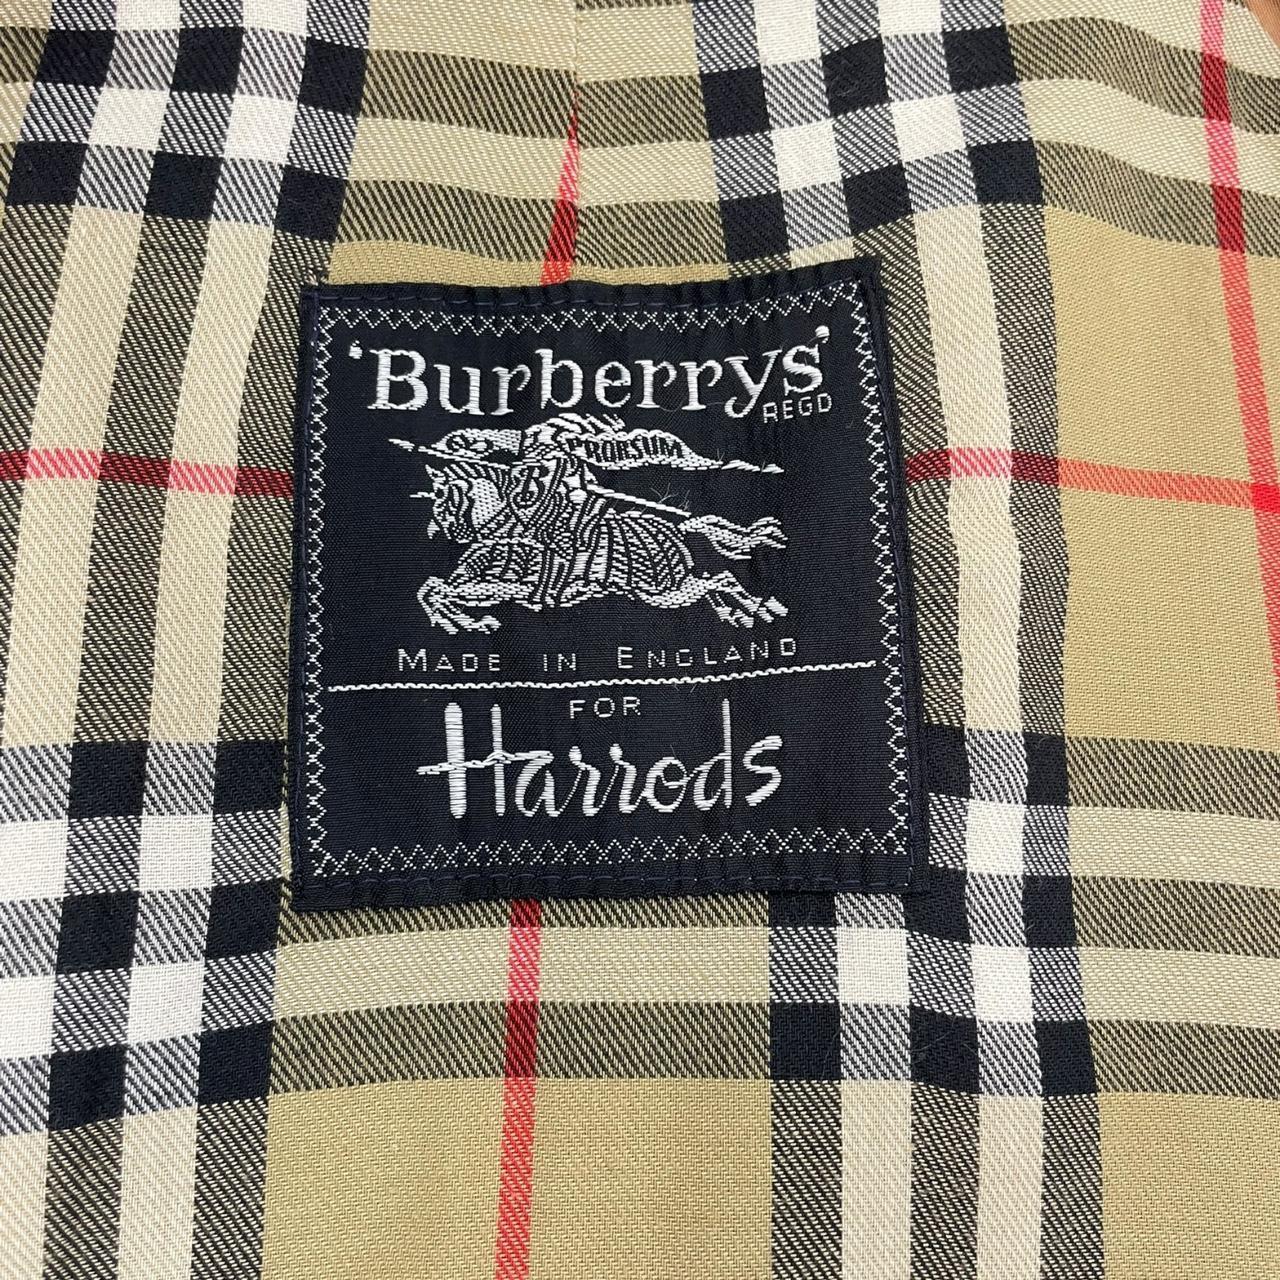 'Burberrys'
REGD
PRORSUM
B
MADE IN ENGLAND
FOR
Harrods